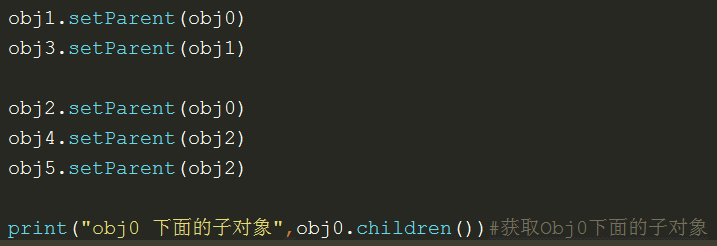 obj1.setParent(obj0)
obj3.setParent(obj1)
obj2.setParent(obj0)
obj4.setParent(obj2)
obj5.setParent(obj2)
print("obj0 下面的子对象",obj0.children())#获取Obj0下面的子对象